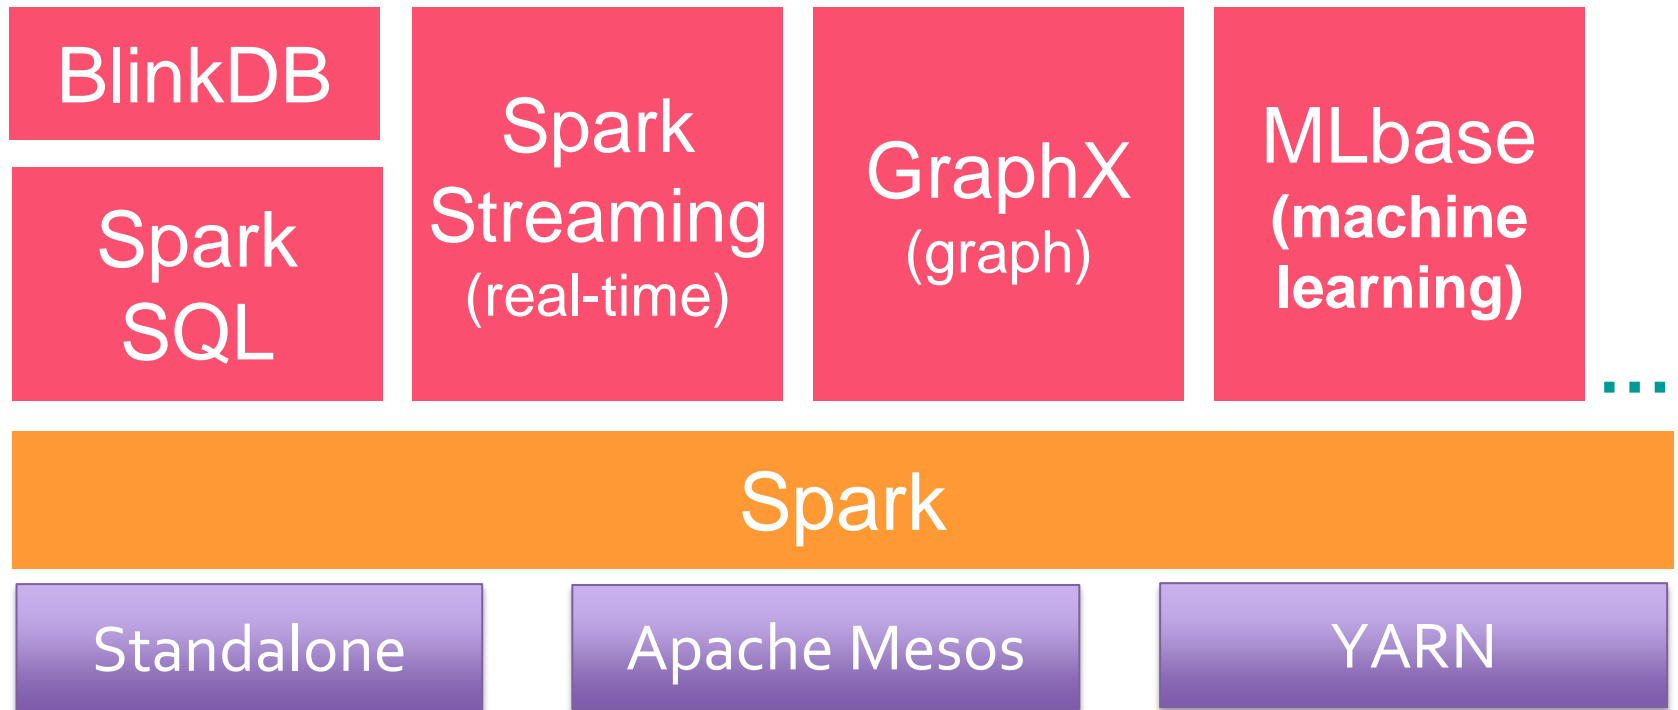 BlinkDB
Spark
SQL
Spark
Streaming
(real-time)
GraphX
(graph)
MLbase
(machine
learning)
...
Spark
Standalone
Apache Mesos
YARN